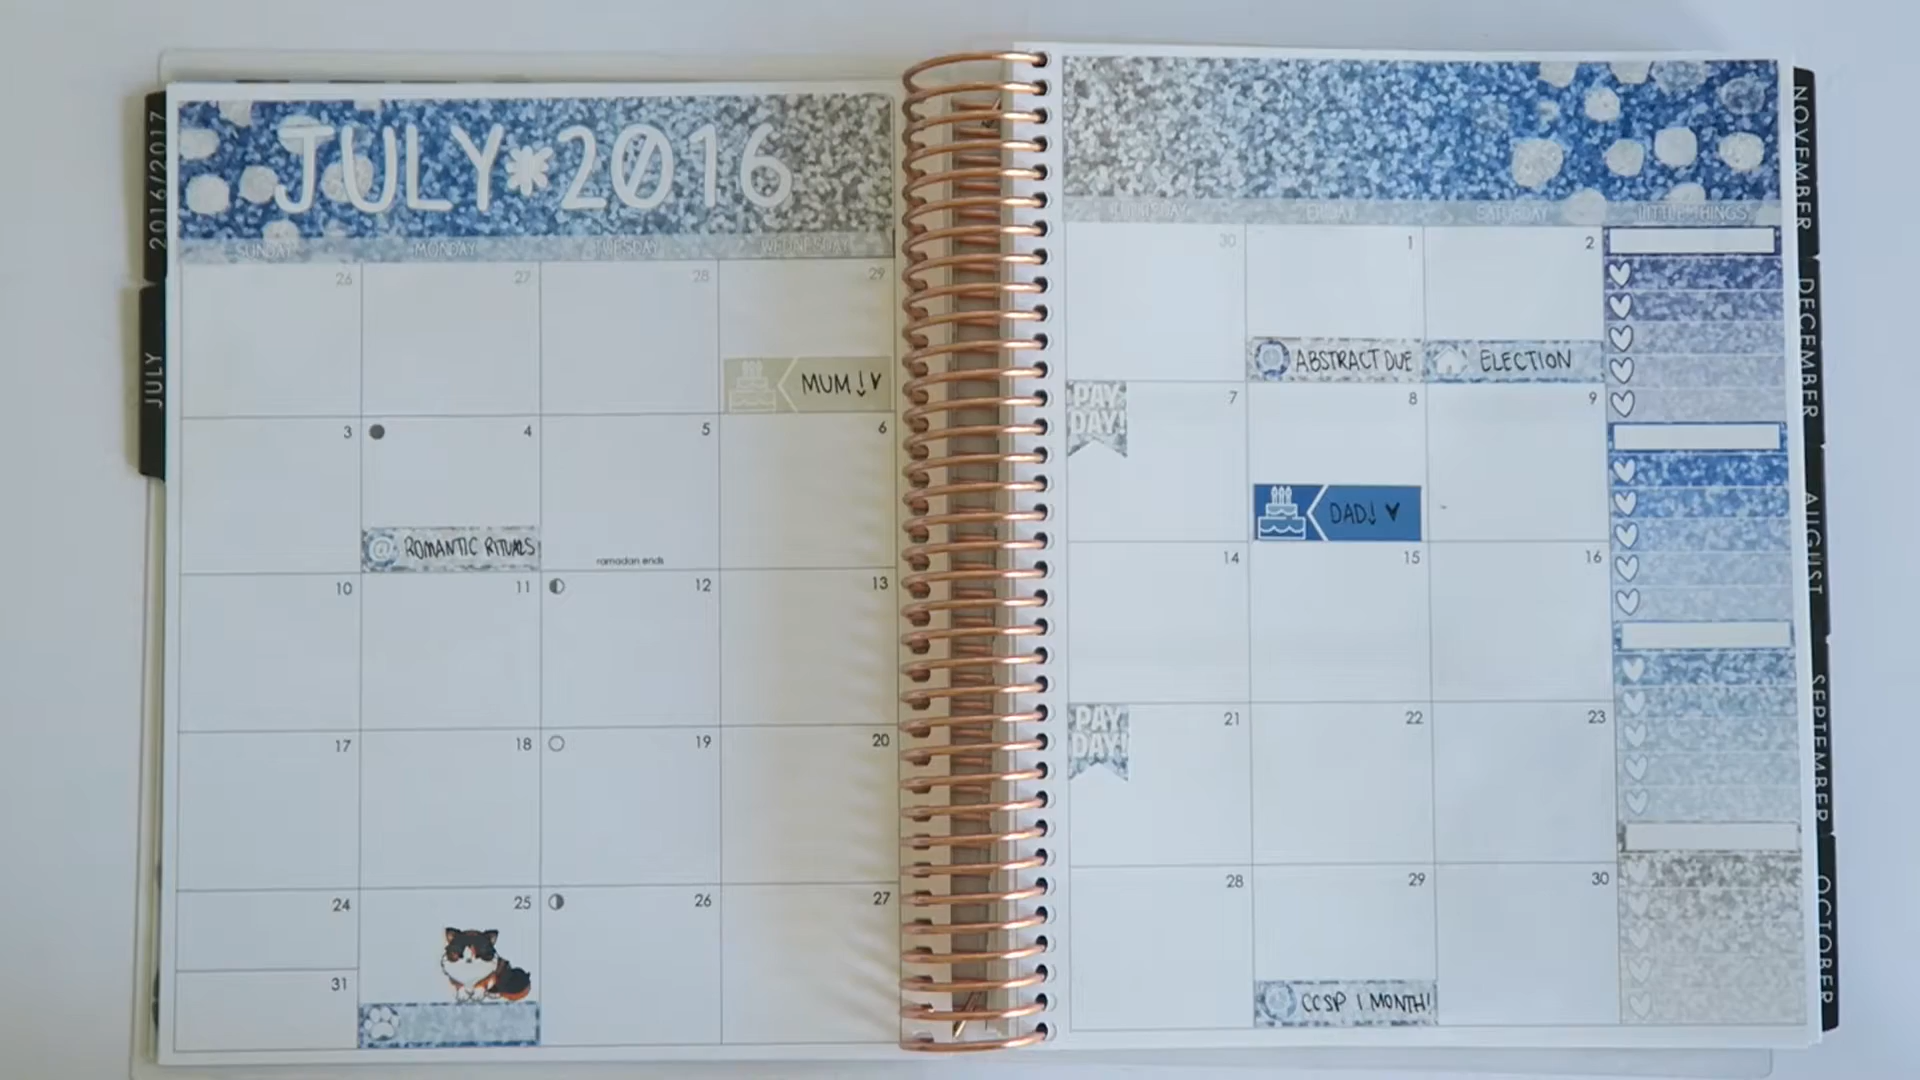 JULY*2016
SUNDAY MONDAY TUESDAY WEDNESDAY
THURSDAY FRIDAY SATURDAY LITTLE THINGS
26 27 28 29
MUM! ♥
30 1 2
ABSTRACT DUE ELECTION
3 4 5 6
ROMANTIC RITUALS
ramadan ends
PAY DAY! 7 8 9
DAD! ♥
10 11 12 13
14 15 16
17 18 19 20
PAY DAY! 21 22 23
24 25 26 27
31
28 29 30
CCSP 1 MONTH!
2016/2017
JULY
NOVEMBER
DECEMBER
AUGUST
SEPTEMBER
OCTOBER